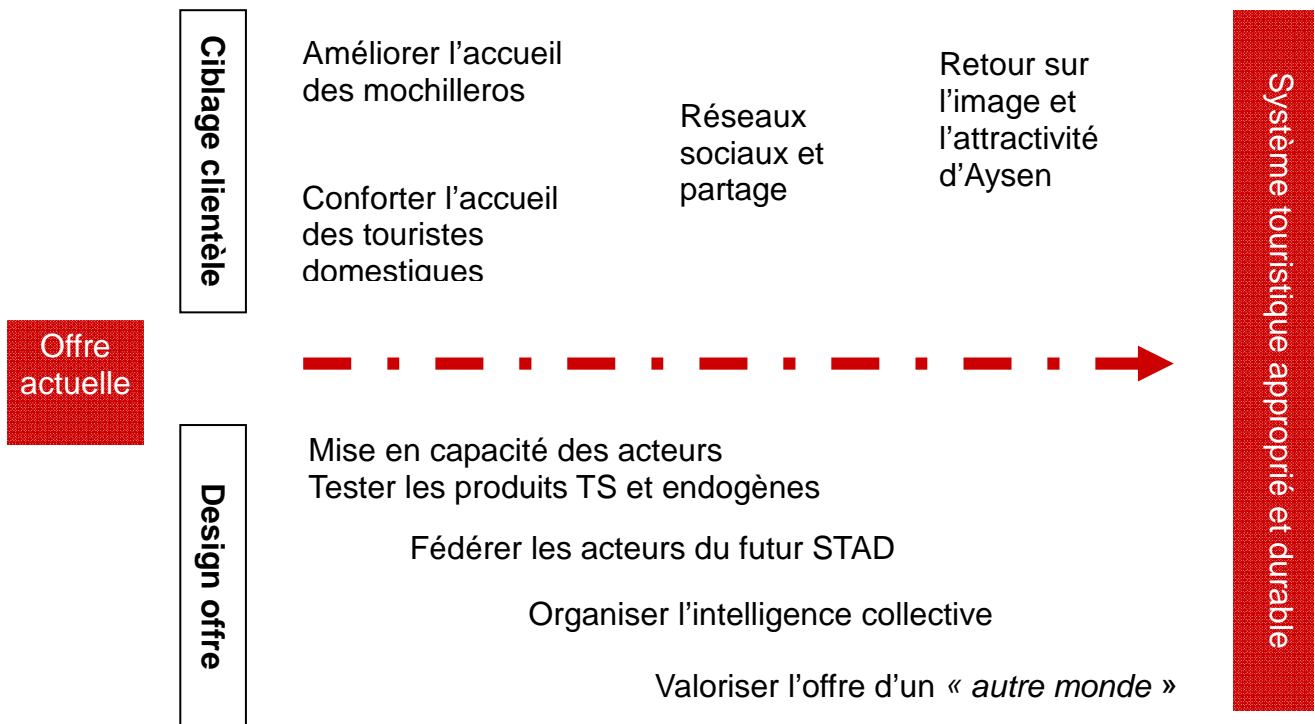 Ciblage clientèle
Améliorer l’accueil
des mochilleros
Conforter l’accueil
des touristes
domestiques
Réseaux
sociaux et
partage
Retour sur
l’image et
l’attractivité
d’Aysen
Offre
actuelle
Design offre
Mise en capacité des acteurs
Tester les produits TS et endogènes
Fédérer les acteurs du futur STAD
Organiser l’intelligence collective
Valoriser l’offre d’un « autre monde »
Système touristique approprié et durable